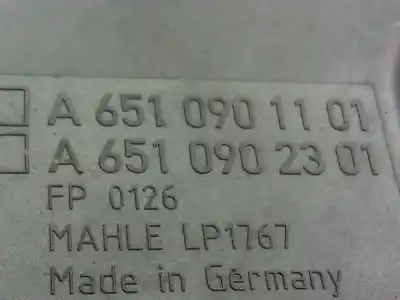 A 651 090 11 01
A 651 090 23 01
FP 0126
MAHLE LP1767
Made in Germany